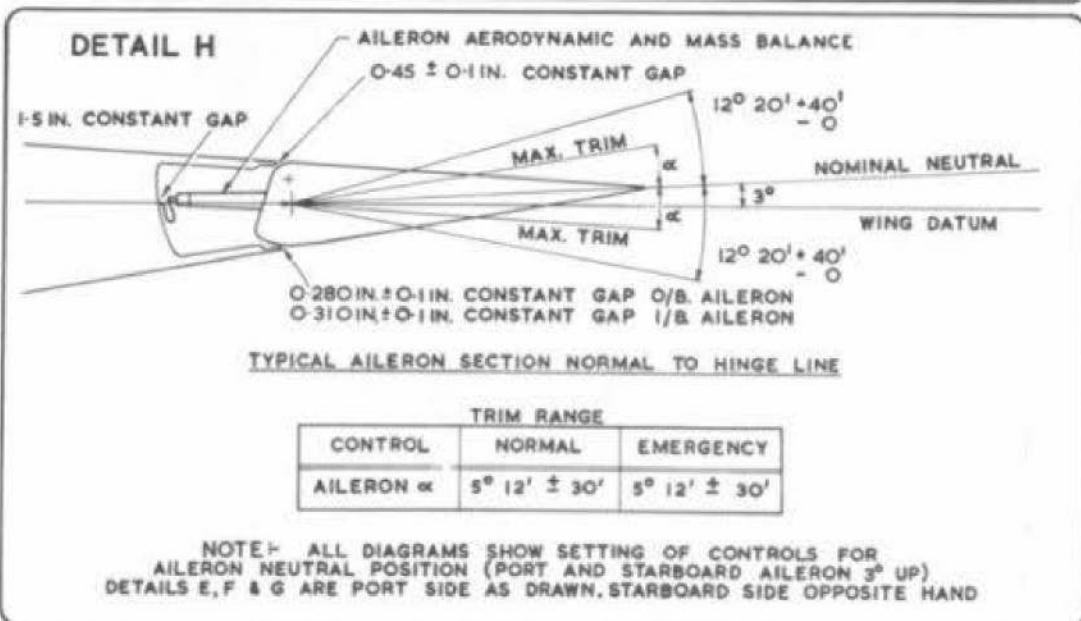 DETAIL H
AILERON AERODYNAMIC AND MASS BALANCE
0·45 ± 0·1 IN. CONSTANT GAP
1·5 IN. CONSTANT GAP
12° 20' + 40'
- 0
MAX. TRIM
α
NOMINAL NEUTRAL
3°
α
WING DATUM
MAX. TRIM
12° 20' + 40'
- 0
0·280 IN. ± 0·1 IN. CONSTANT GAP O/B. AILERON
0·310 IN. ± 0·1 IN. CONSTANT GAP I/B. AILERON
TYPICAL AILERON SECTION NORMAL TO HINGE LINE
TRIM RANGE
CONTROL NORMAL EMERGENCY
AILERON α 5° 12' ± 30' 5° 12' ± 30'
NOTE:- ALL DIAGRAMS SHOW SETTING OF CONTROLS FOR
AILERON NEUTRAL POSITION (PORT AND STARBOARD AILERON 3° UP)
DETAILS E, F & G ARE PORT SIDE AS DRAWN. STARBOARD SIDE OPPOSITE HAND